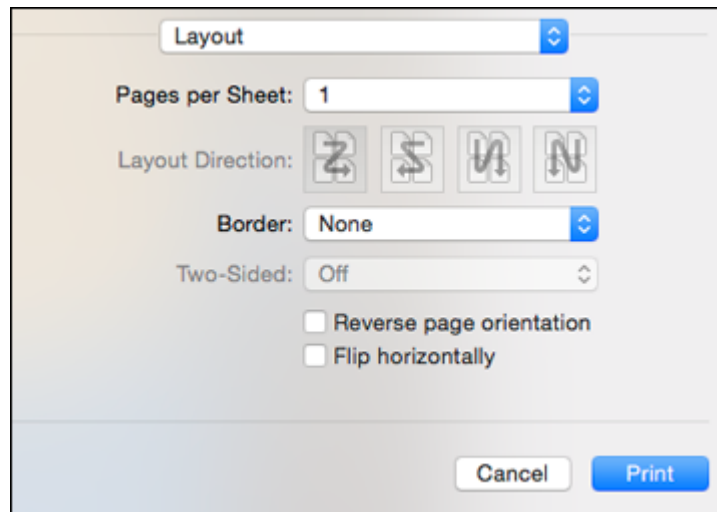 Layout
Pages per Sheet: 1
Layout Direction:
Border: None
Two-Sided: Off
Reverse page orientation
Flip horizontally
Cancel Print